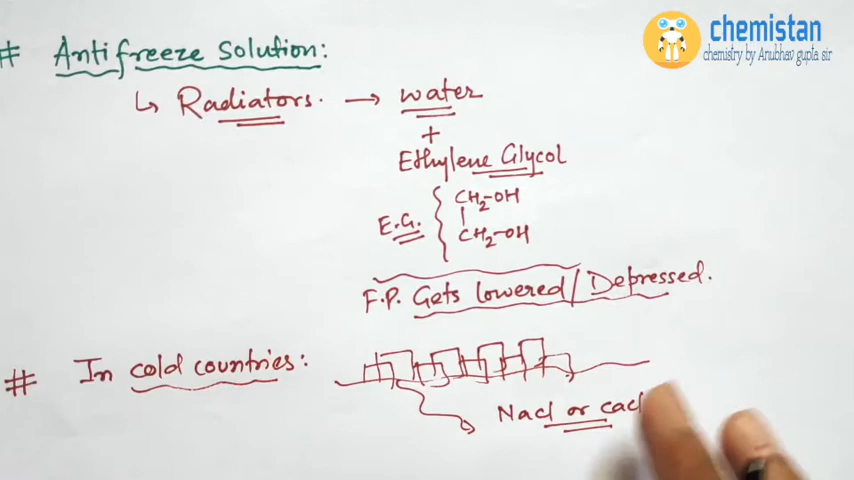 chemistan
chemistry by Anubhav gupta sir
# Antifreeze Solution:
↳ Radiators. → water
+
Ethylene Glycol
E.G. { CH2-OH
|
CH2-OH
F.P. Gets lowered/Depressed.
# In cold countries:
Nacl or cacl